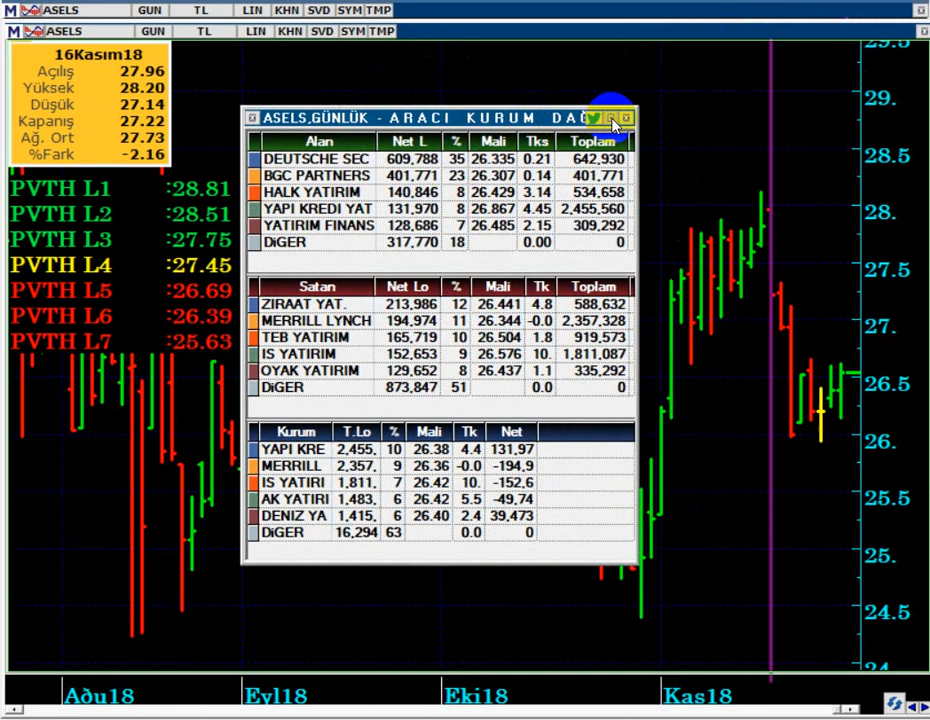 M ASELS GUN TL LIN KHN SVD SYM TMP
M ASELS GUN TL LIN KHN SVD SYM TMP
16Kasım18
Açılış 27.96
Yüksek 28.20
Düşük 27.14
Kapanış 27.22
Ağ. Ort 27.73
%Fark -2.16
PVTH L1 :28.81
PVTH L2 :28.51
PVTH L3 :27.75
PVTH L4 :27.45
PVTH L5 :26.69
PVTH L6 :26.39
PVTH L7 :25.63
ASELS,GÜNLÜK - ARACI KURUM DAĞ
Alan Net L % Mali Tks Toplam
DEUTSCHE SEC 609,788 35 26.335 0.21 642,930
BGC PARTNERS 401,771 23 26.307 0.14 401,771
HALK YATIRIM 140,846 8 26.429 3.14 534,658
YAPI KREDI YAT 131,970 8 26.867 4.45 2,455,560
YATIRIM FINANS 128,686 7 26.485 2.15 309,292
DiGER 317,770 18 0.00 0
Satan Net Lo % Mali Tk Toplam
ZIRAAT YAT. 213,986 12 26.441 4.8 588,632
MERRILL LYNCH 194,974 11 26.344 -0.0 2,357,328
TEB YATIRIM 165,719 10 26.504 1.8 919,573
IS YATIRIM 152,653 9 26.576 10. 1,811,087
OYAK YATIRIM 129,652 8 26.437 1.1 335,292
DiGER 873,847 51 0.0 0
Kurum T.Lo % Mali Tk Net
YAPI KRE 2,455, 10 26.38 4.4 131,97
MERRILL 2,357, 9 26.36 -0.0 -194,9
IS YATIRI 1,811, 7 26.42 10. -152,6
AK YATIRI 1,483, 6 26.42 5.5 -49,74
DENIZ YA 1,415, 6 26.40 2.4 39,473
DiGER 16,294 63 0.0 0
29.5
29.
28.5
28.
27.5
27.
26.5
26.
25.5
25.
24.5
24
Aðu18 Eyl18 Eki18 Kas18